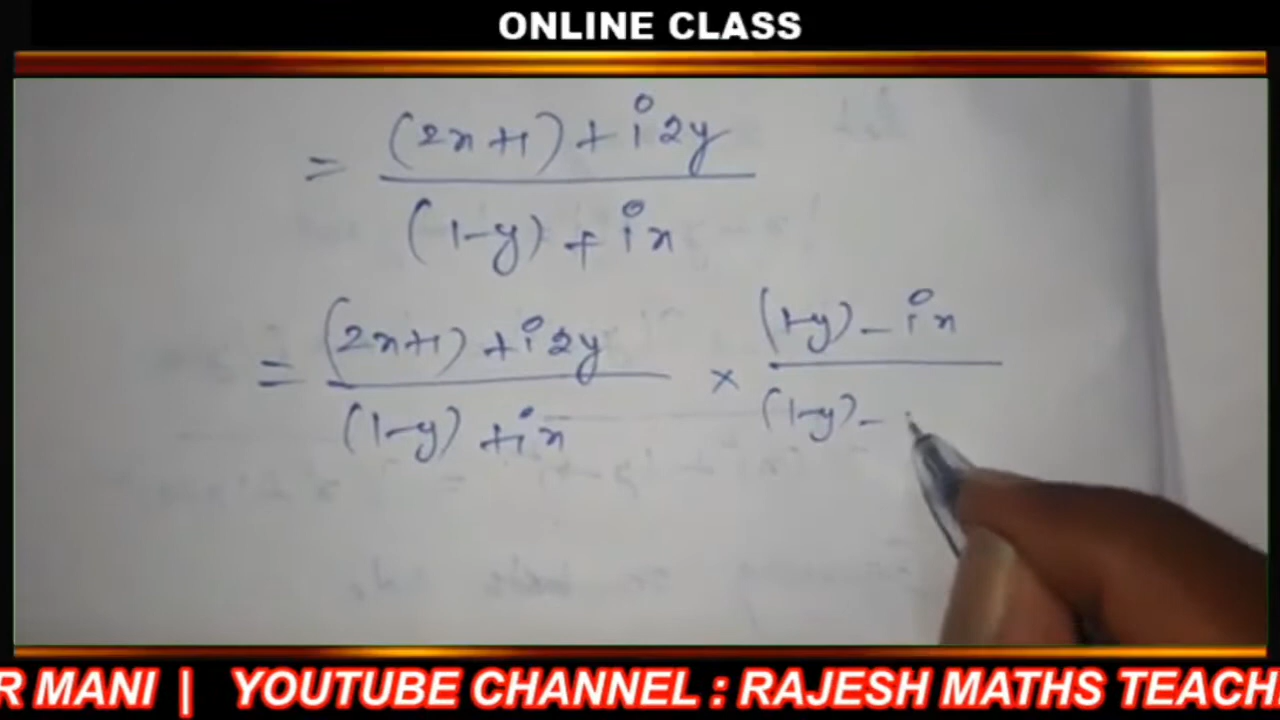 ONLINE CLASS
= (2x+1) + i2y / (1-y) + ix
= (2x+1) + i2y / (1-y) + ix × (1-y) - ix / (1-y) -
R MANI | YOUTUBE CHANNEL : RAJESH MATHS TEACH